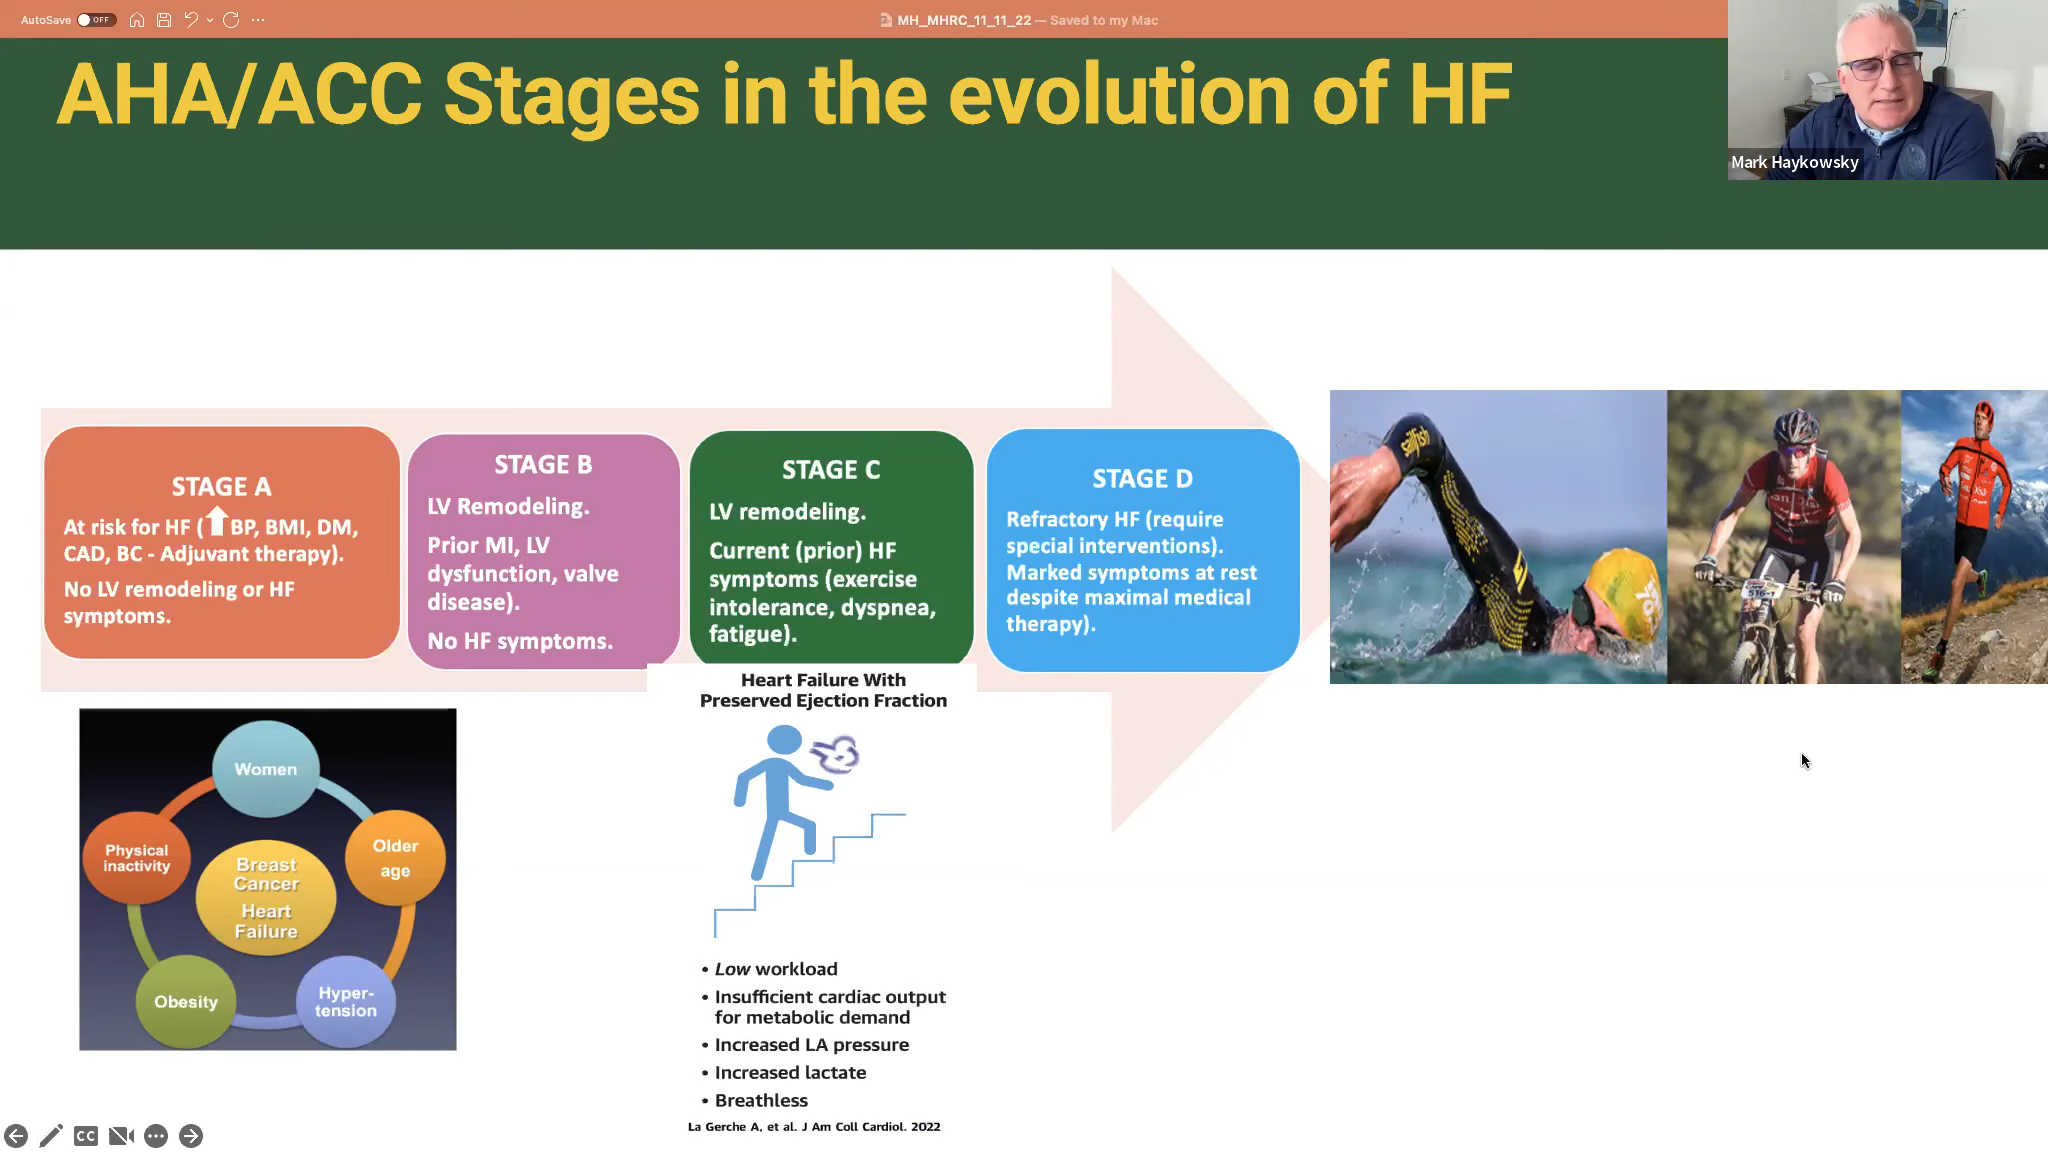 AutoSave OFF
MH_MHRC_11_11_22 — Saved to my Mac
AHA/ACC Stages in the evolution of HF
Mark Haykowsky
STAGE A
At risk for HF (⬆BP, BMI, DM,
CAD, BC - Adjuvant therapy).
No LV remodeling or HF
symptoms.
STAGE B
LV Remodeling.
Prior MI, LV
dysfunction, valve
disease).
No HF symptoms.
STAGE C
LV remodeling.
Current (prior) HF
symptoms (exercise
intolerance, dyspnea,
fatigue).
STAGE D
Refractory HF (require
special interventions).
Marked symptoms at rest
despite maximal medical
therapy).
sailfish
Women
Physical
inactivity
Older
age
Breast
Cancer
Heart
Failure
Obesity
Hyper-
tension
Heart Failure With
Preserved Ejection Fraction
• Low workload
• Insufficient cardiac output
for metabolic demand
• Increased LA pressure
• Increased lactate
• Breathless
La Gerche A, et al. J Am Coll Cardiol. 2022
CC